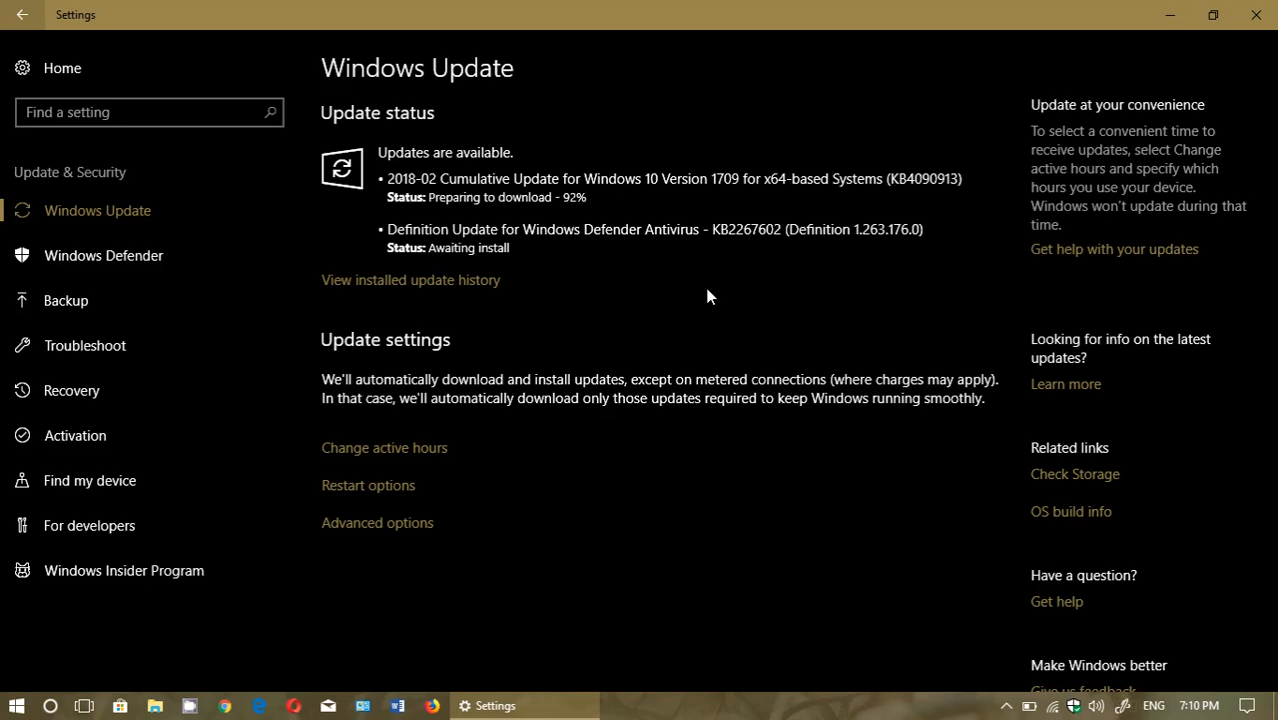 Settings
Home
Find a setting
Update & Security
Windows Update
Windows Defender
Backup
Troubleshoot
Recovery
Activation
Find my device
For developers
Windows Insider Program
Windows Update
Update status
Updates are available.
• 2018-02 Cumulative Update for Windows 10 Version 1709 for x64-based Systems (KB4090913)
Status: Preparing to download - 92%
• Definition Update for Windows Defender Antivirus - KB2267602 (Definition 1.263.176.0)
Status: Awaiting install
View installed update history
Update settings
We'll automatically download and install updates, except on metered connections (where charges may apply).
In that case, we'll automatically download only those updates required to keep Windows running smoothly.
Change active hours
Restart options
Advanced options
Update at your convenience
To select a convenient time to
receive updates, select Change
active hours and specify which
hours you use your device.
Windows won't update during that
time.
Get help with your updates
Looking for info on the latest
updates?
Learn more
Related links
Check Storage
OS build info
Have a question?
Get help
Make Windows better
Give us feedback
Settings
ENG
7:10 PM